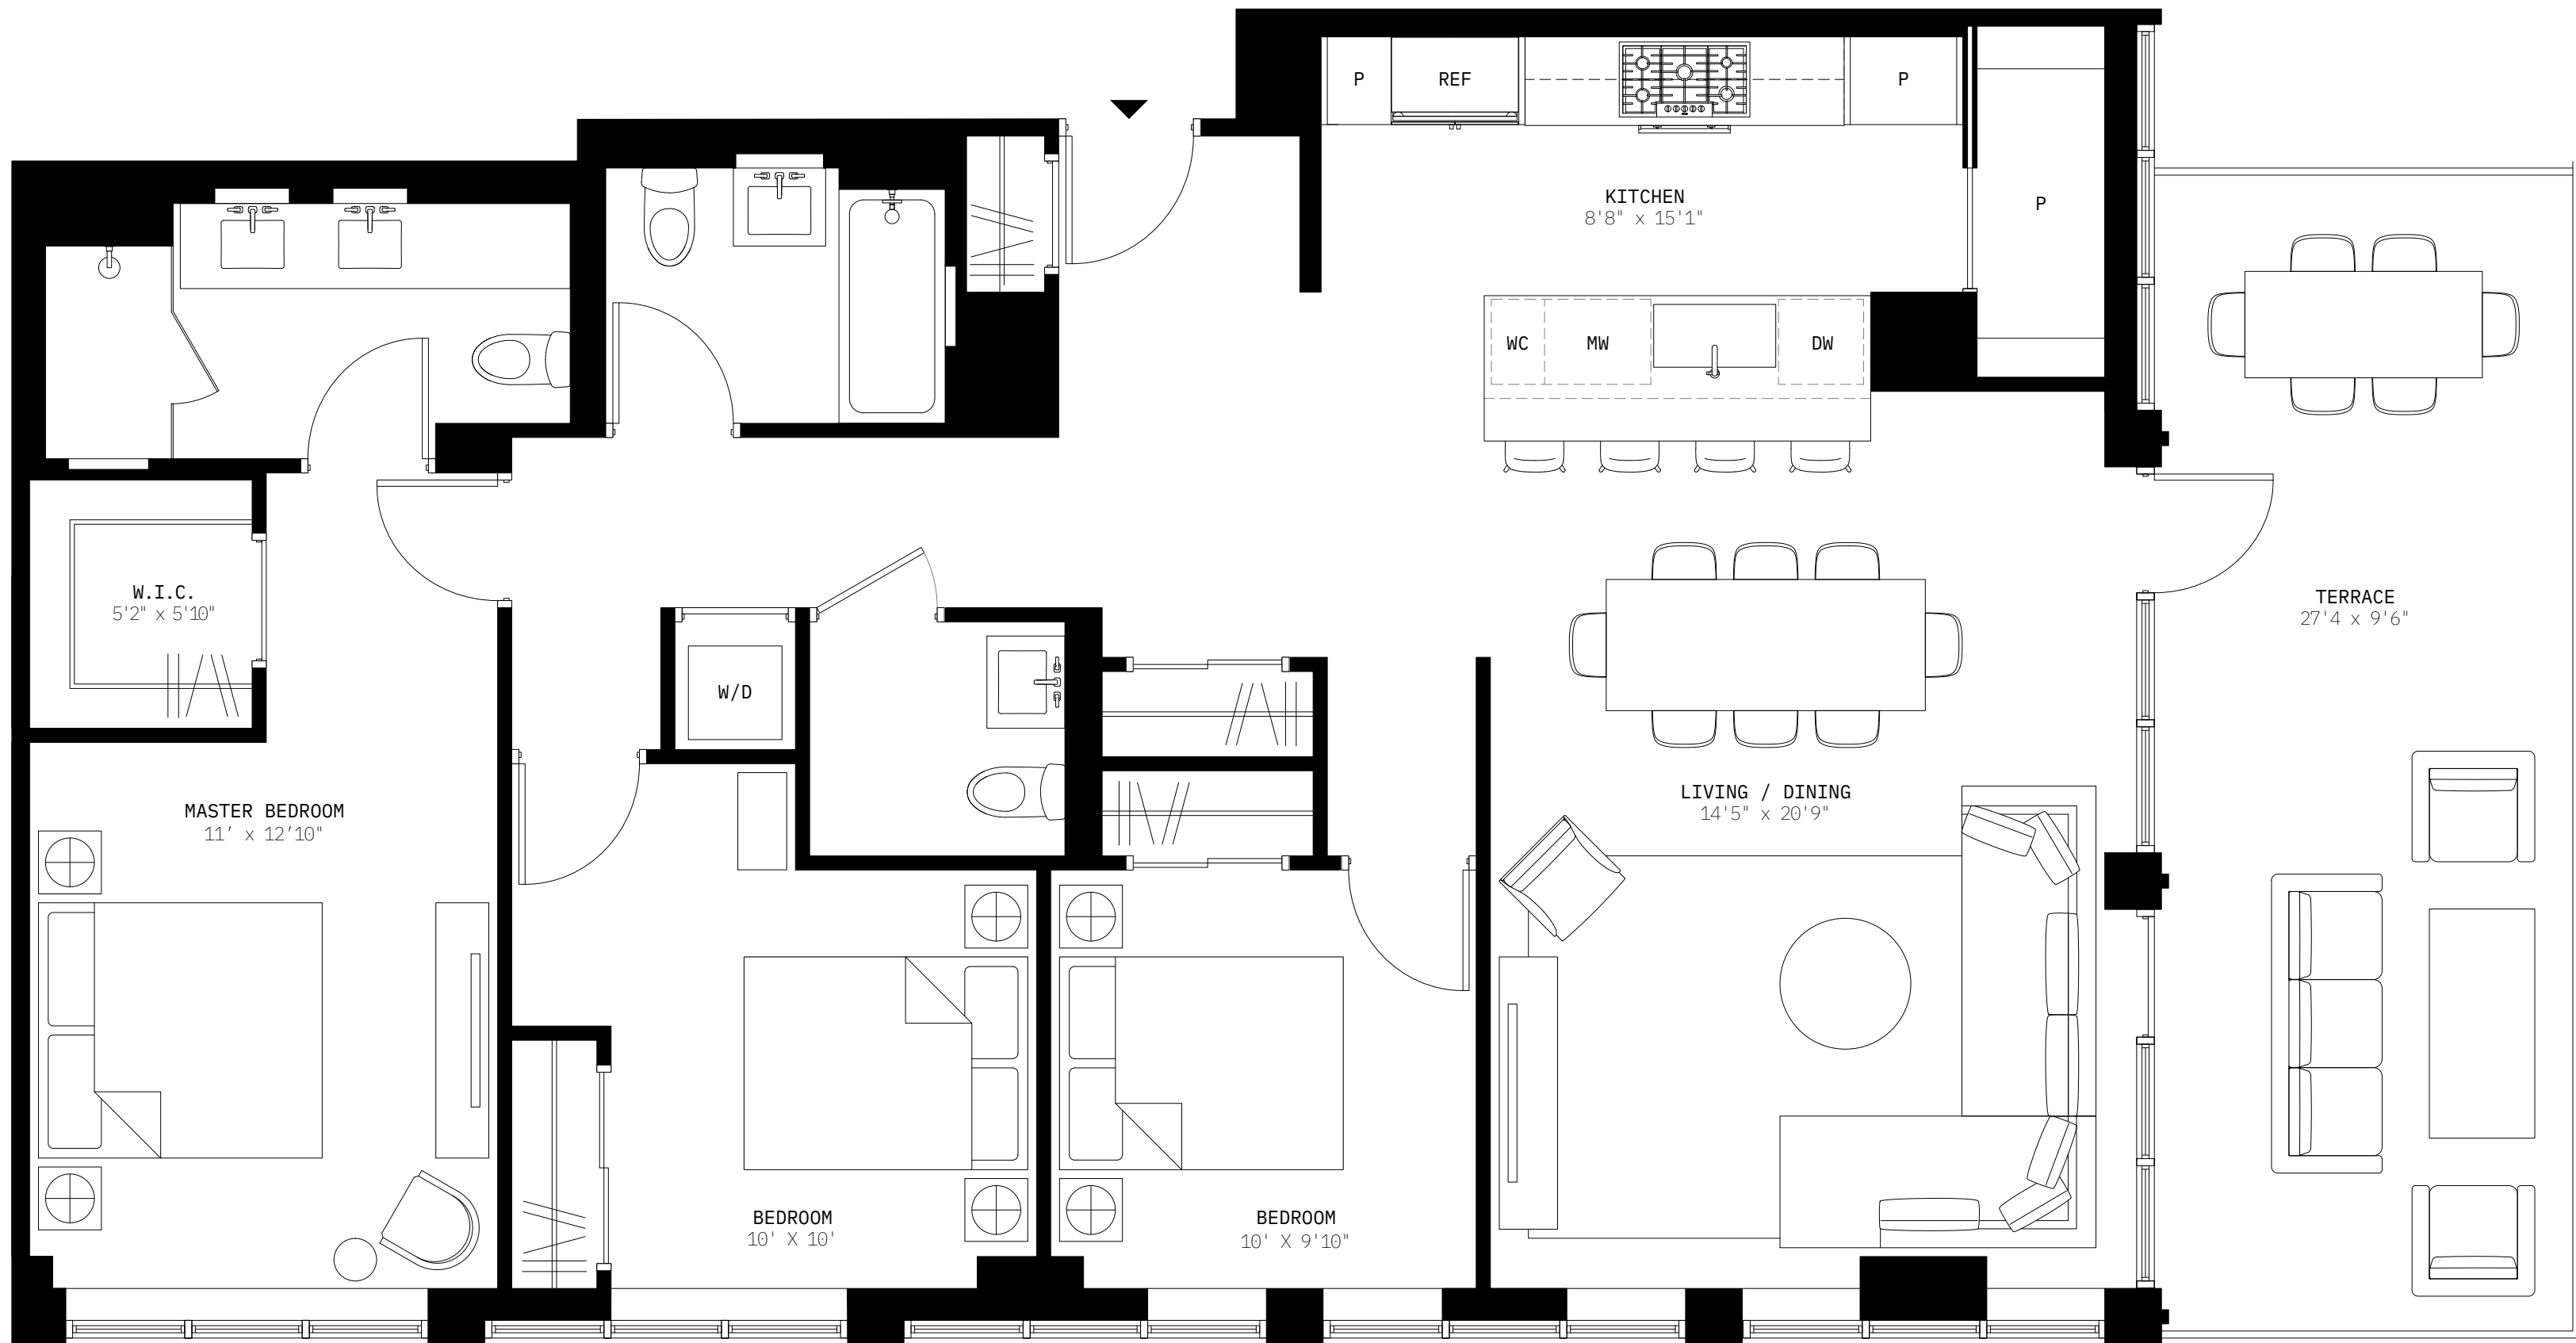 P
REF
P
KITCHEN
8'8" x 15'1"
P
WC
MW
DW
W.I.C.
5'2" x 5'10"
TERRACE
27'4 x 9'6"
W/D
LIVING / DINING
14'5" x 20'9"
MASTER BEDROOM
11’ x 12’10"
BEDROOM
10' X 10'
BEDROOM
10' X 9'10"